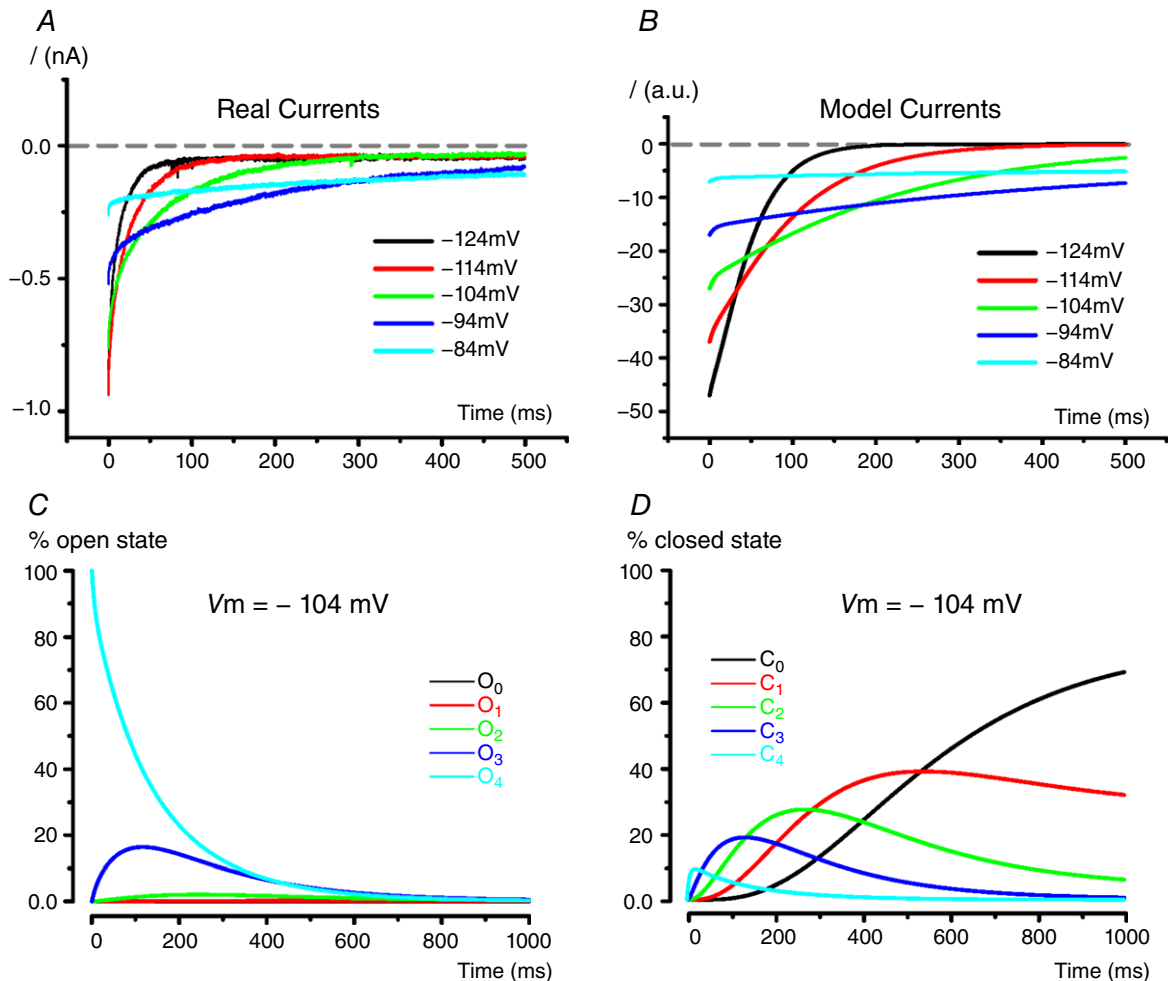 A
I (nA)
Real Currents
0.0
−0.5
−1.0
−124mV
−114mV
−104mV
−94mV
−84mV
Time (ms)
0 100 200 300 400 500
B
I (a.u.)
Model Currents
0
−10
−20
−30
−40
−50
−124mV
−114mV
−104mV
−94mV
−84mV
Time (ms)
0 100 200 300 400 500
C
% open state
Vm = − 104 mV
100
80
60
40
20
0.0
O0
O1
O2
O3
O4
0 200 400 600 800 1000
Time (ms)
D
% closed state
Vm = − 104 mV
100
80
60
40
20
0.0
C0
C1
C2
C3
C4
0 200 400 600 800 1000
Time (ms)